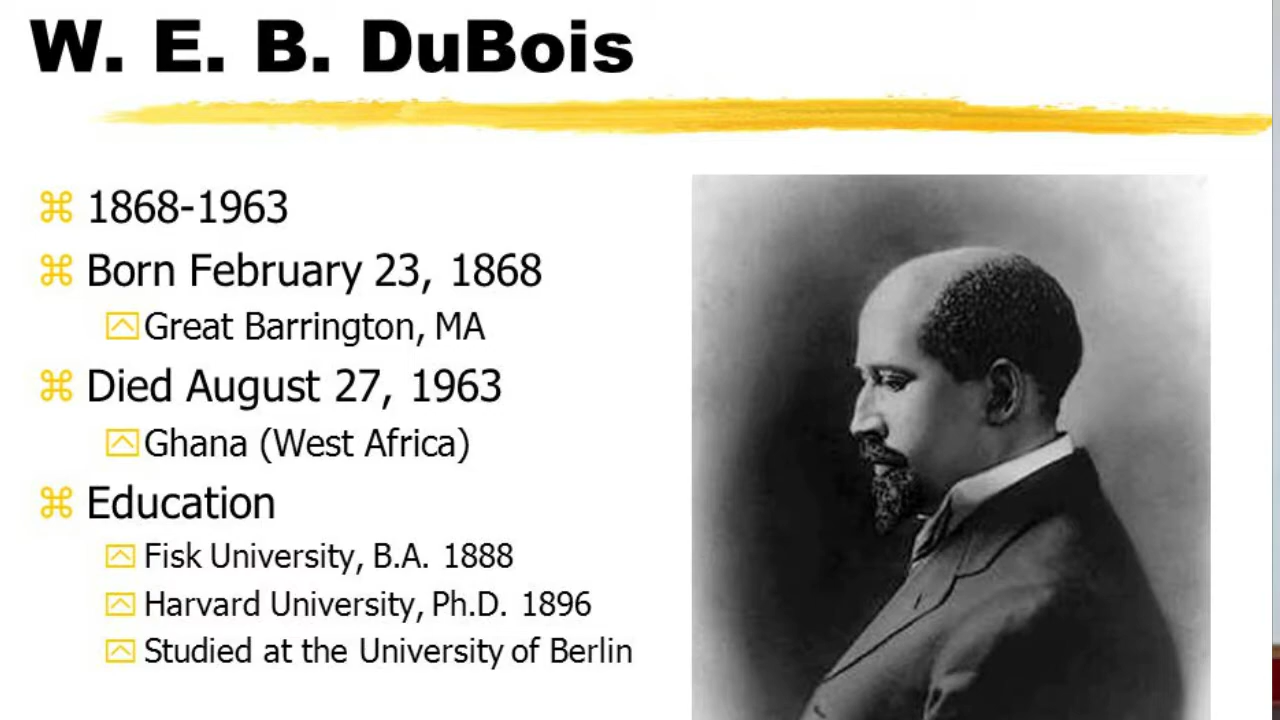 W. E. B. DuBois
1868-1963
Born February 23, 1868
Great Barrington, MA
Died August 27, 1963
Ghana (West Africa)
Education
Fisk University, B.A. 1888
Harvard University, Ph.D. 1896
Studied at the University of Berlin